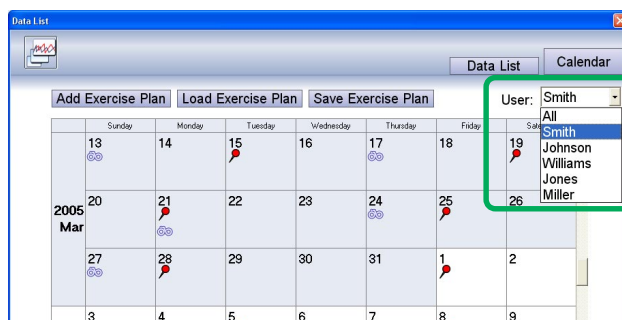 Data List
Data List Calendar
Add Exercise Plan Load Exercise Plan Save Exercise Plan User: Smith
All
Smith
Johnson
Williams
Jones
Miller
Sunday Monday Tuesday Wednesday Thursday Friday
13 14 15 16 17 18 19
2005
Mar
20 21 22 23 24 25 26
27 28 29 30 31 1 2
3 4 5 6 7 8 9